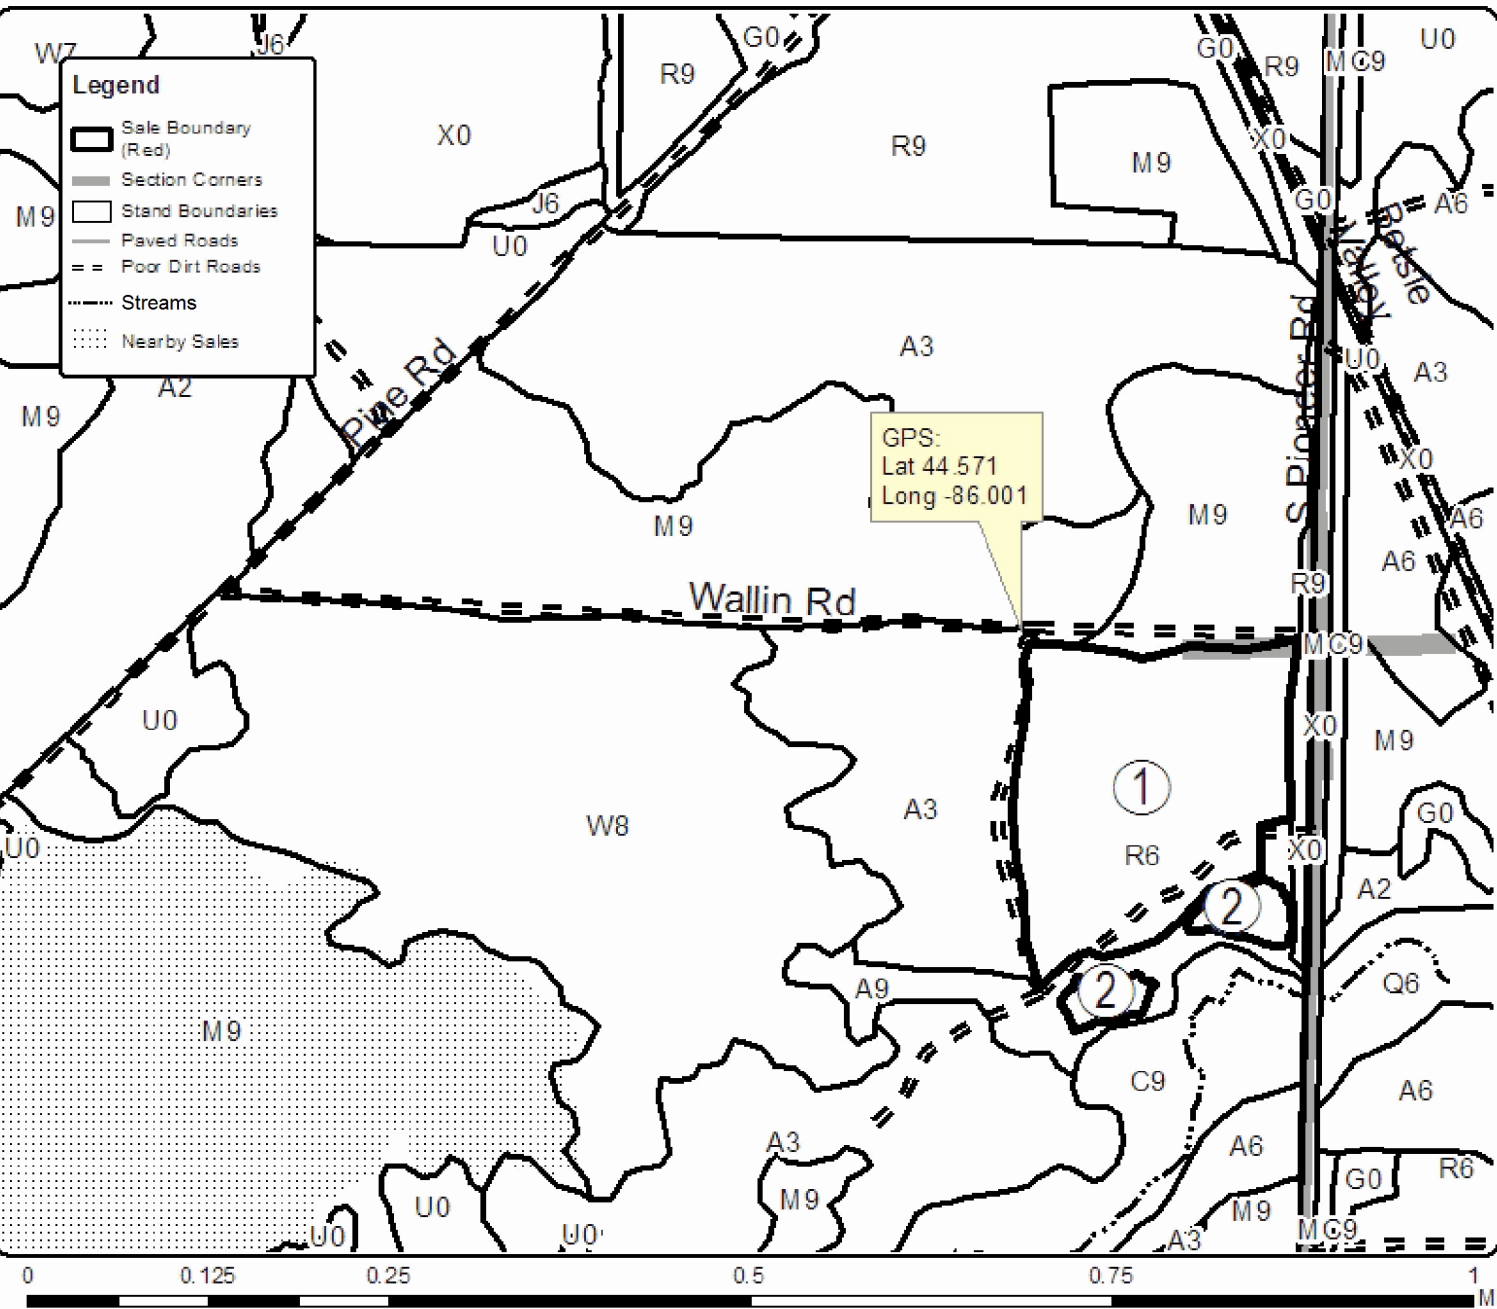 W7
J6
G0
R9
X0
R9
M9
G0
R9
M C9
U0
X0
G0
A6
Betsie
Valley
Legend
Sale Boundary
(Red)
Section Corners
Stand Boundaries
Paved Roads
Poor Dirt Roads
Streams
Nearby Sales
M9
J6
U0
A2
M9
Pine Rd
A3
S Pioneer Rd
U0
A3
X0
GPS:
Lat 44.571
Long -86.001
M9
M9
A6
A6
R9
Wallin Rd
M C9
U0
X0
M9
1
W8
A3
R6
G0
U0
X0
A2
2
A9
2
Q6
M9
C9
A6
A3
A6
R6
G0
M9
M9
U0
U0
U0
A3
M C9
0
0.125
0.25
0.5
0.75
1
M